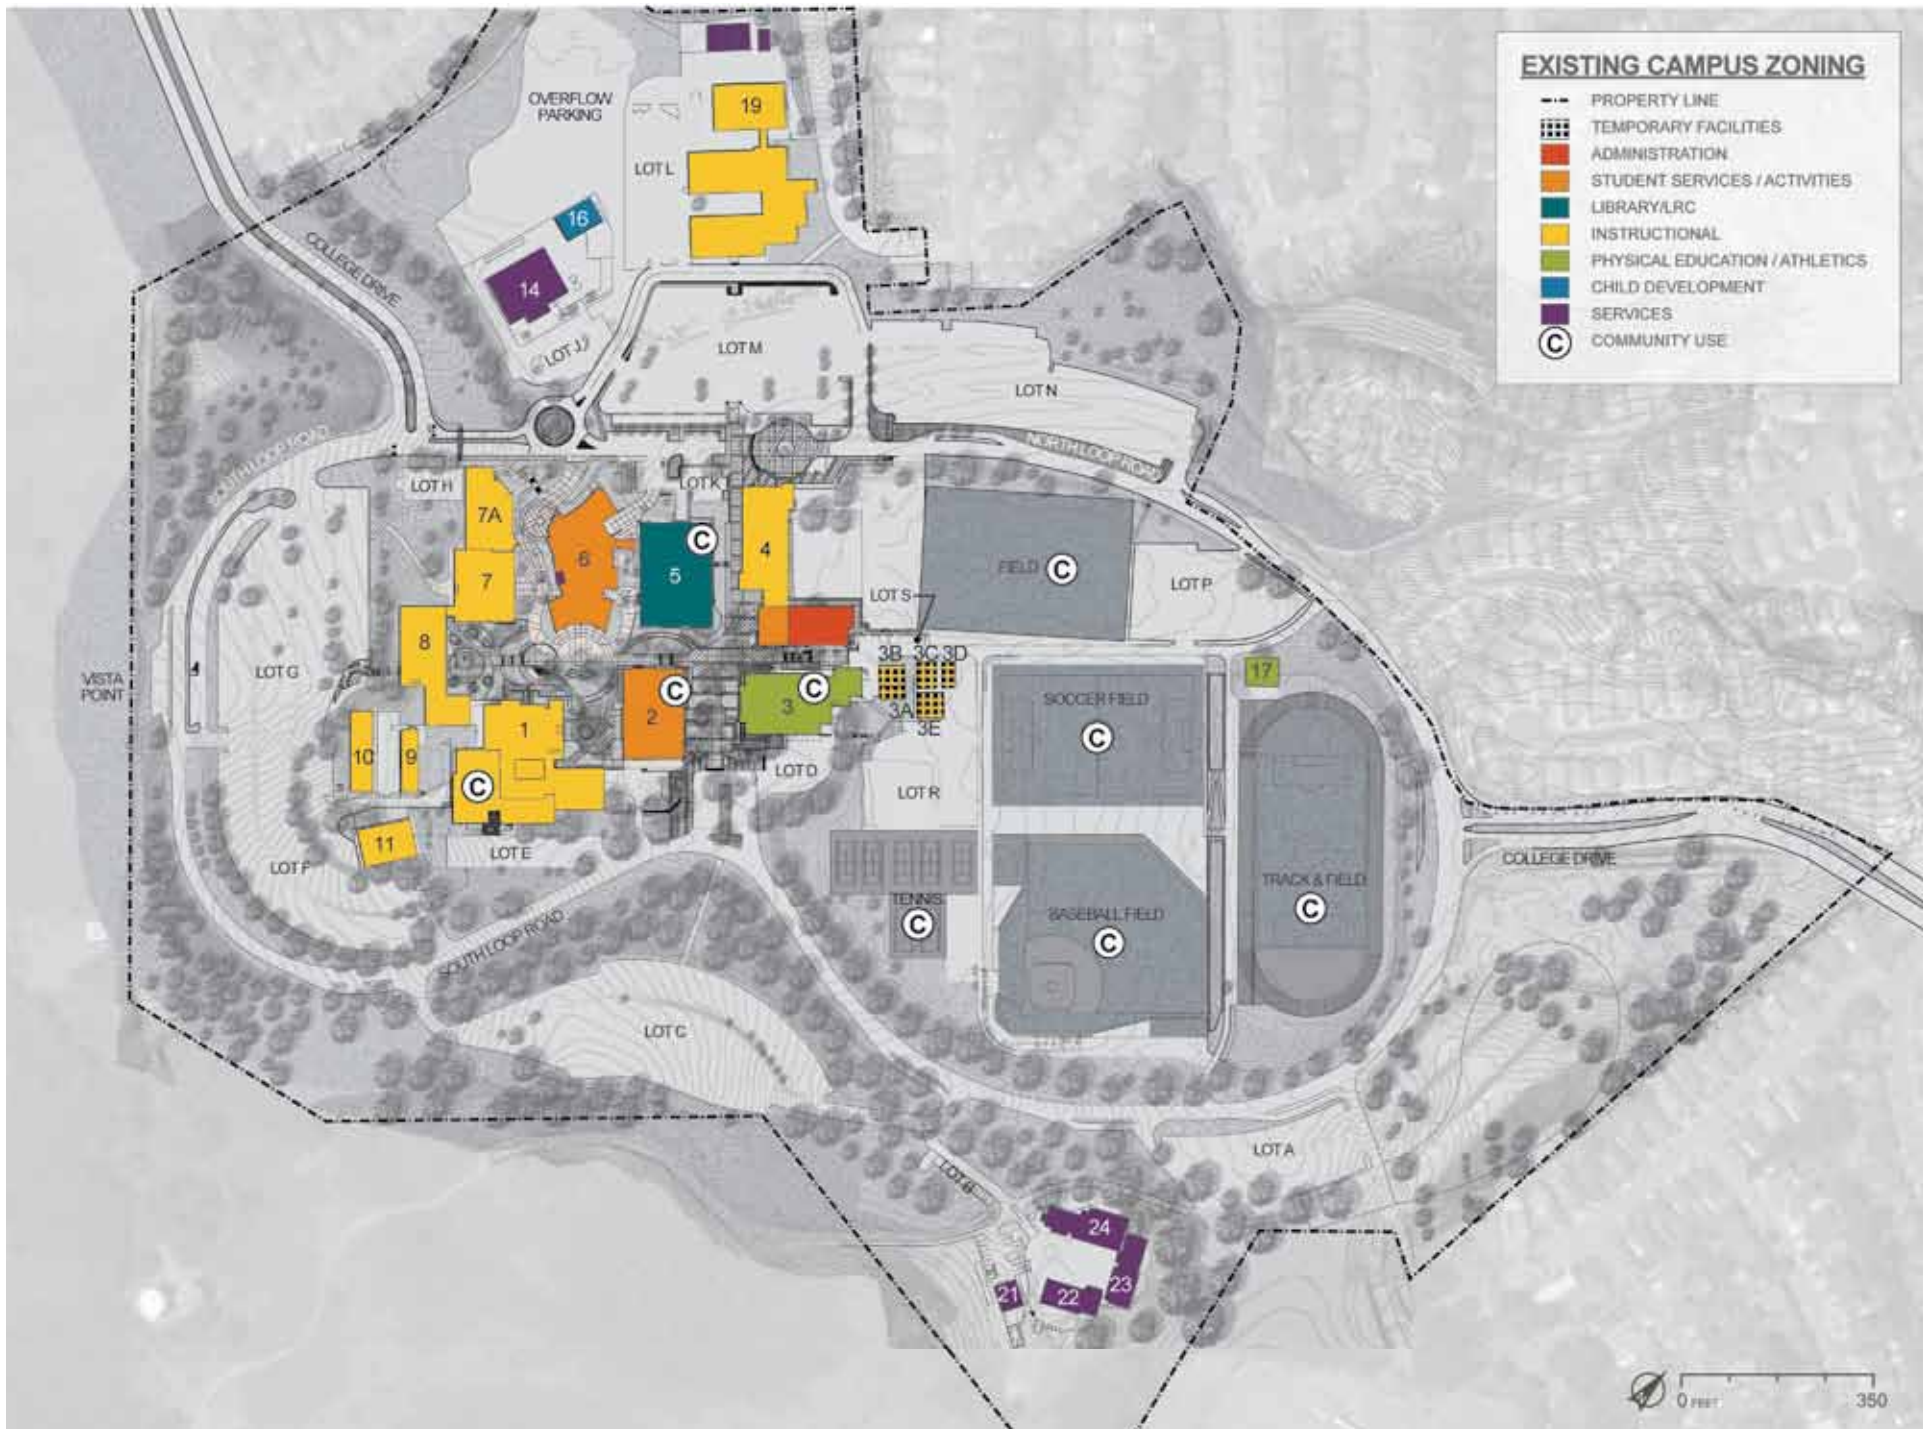 EXISTING CAMPUS ZONING
PROPERTY LINE
TEMPORARY FACILITIES
ADMINISTRATION
STUDENT SERVICES / ACTIVITIES
LIBRARY/LRC
INSTRUCTIONAL
PHYSICAL EDUCATION / ATHLETICS
CHILD DEVELOPMENT
SERVICES
C COMMUNITY USE
OVERFLOW
PARKING
19
LOT L
16
14
COLLEGE DRIVE
LOT J
LOT M
LOT N
SOUTH LOOP ROAD
NORTH LOOP ROAD
LOT H
LOT K
7A
6
C
4
7
5
FIELD C
LOT P
LOT S
8
LOT G
VISTA
POINT
3B 3C 3D
17
2
C
3
C
3A
3E
SOCCER FIELD
C
1
10
9
C
LOT D
LOT R
11
LOT E
LOT F
COLLEGE DRIVE
TRACK & FIELD
C
TENNIS
C
BASEBALL FIELD
C
SOUTH LOOP ROAD
LOT C
LOT A
LOT B
24
23
22
21
0 FEET 350